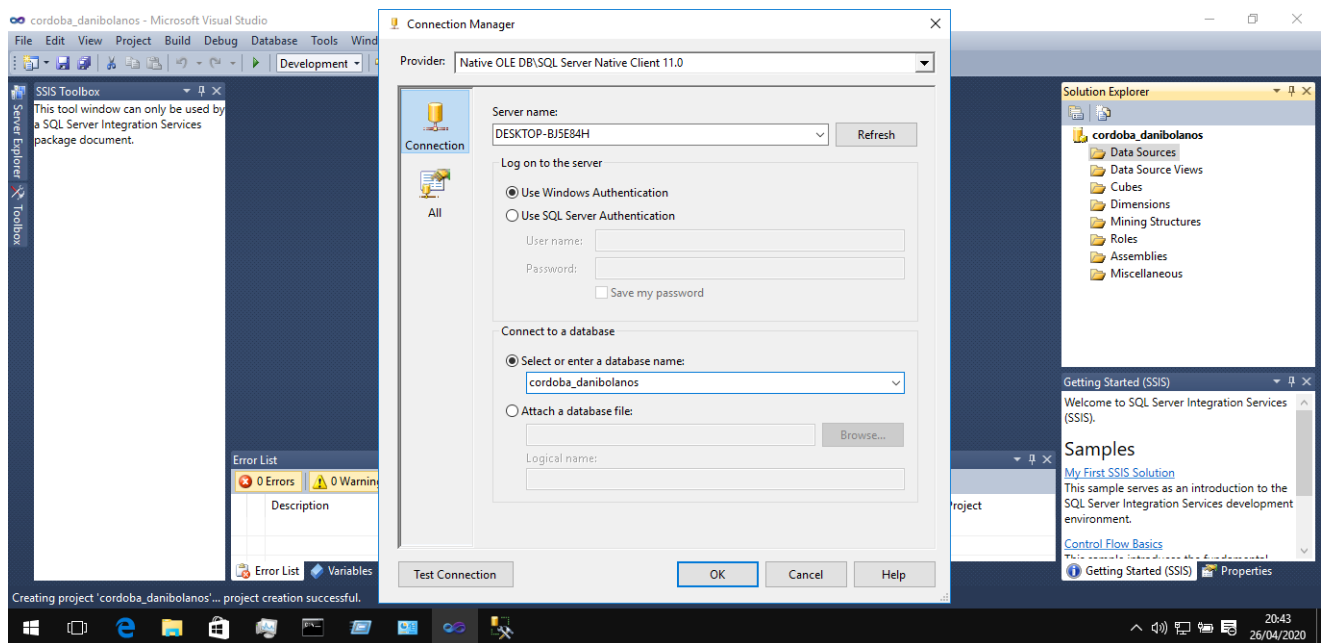 cordoba_danibolanos - Microsoft Visual Studio
File Edit View Project Build Debug Database Tools Wind
Development
SSIS Toolbox
This tool window can only be used by
a SQL Server Integration Services
package document.
Server Explorer
Toolbox
Connection Manager
Provider: Native OLE DB\SQL Server Native Client 11.0
Connection
All
Server name:
DESKTOP-BJ5E84H
Refresh
Log on to the server
Use Windows Authentication
Use SQL Server Authentication
User name:
Password:
Save my password
Connect to a database
Select or enter a database name:
cordoba_danibolanos
Attach a database file:
Browse...
Logical name:
Test Connection OK Cancel Help
Error List
0 Errors 0 Warning
Description
roject
Error List Variables
Solution Explorer
cordoba_danibolanos
Data Sources
Data Source Views
Cubes
Dimensions
Mining Structures
Roles
Assemblies
Miscellaneous
Getting Started (SSIS)
Welcome to SQL Server Integration Services
(SSIS).
Samples
My First SSIS Solution
This sample serves as an introduction to the
SQL Server Integration Services development
environment.
Control Flow Basics
Getting Started (SSIS) Properties
Creating project 'cordoba_danibolanos'... project creation successful.
20:43
26/04/2020